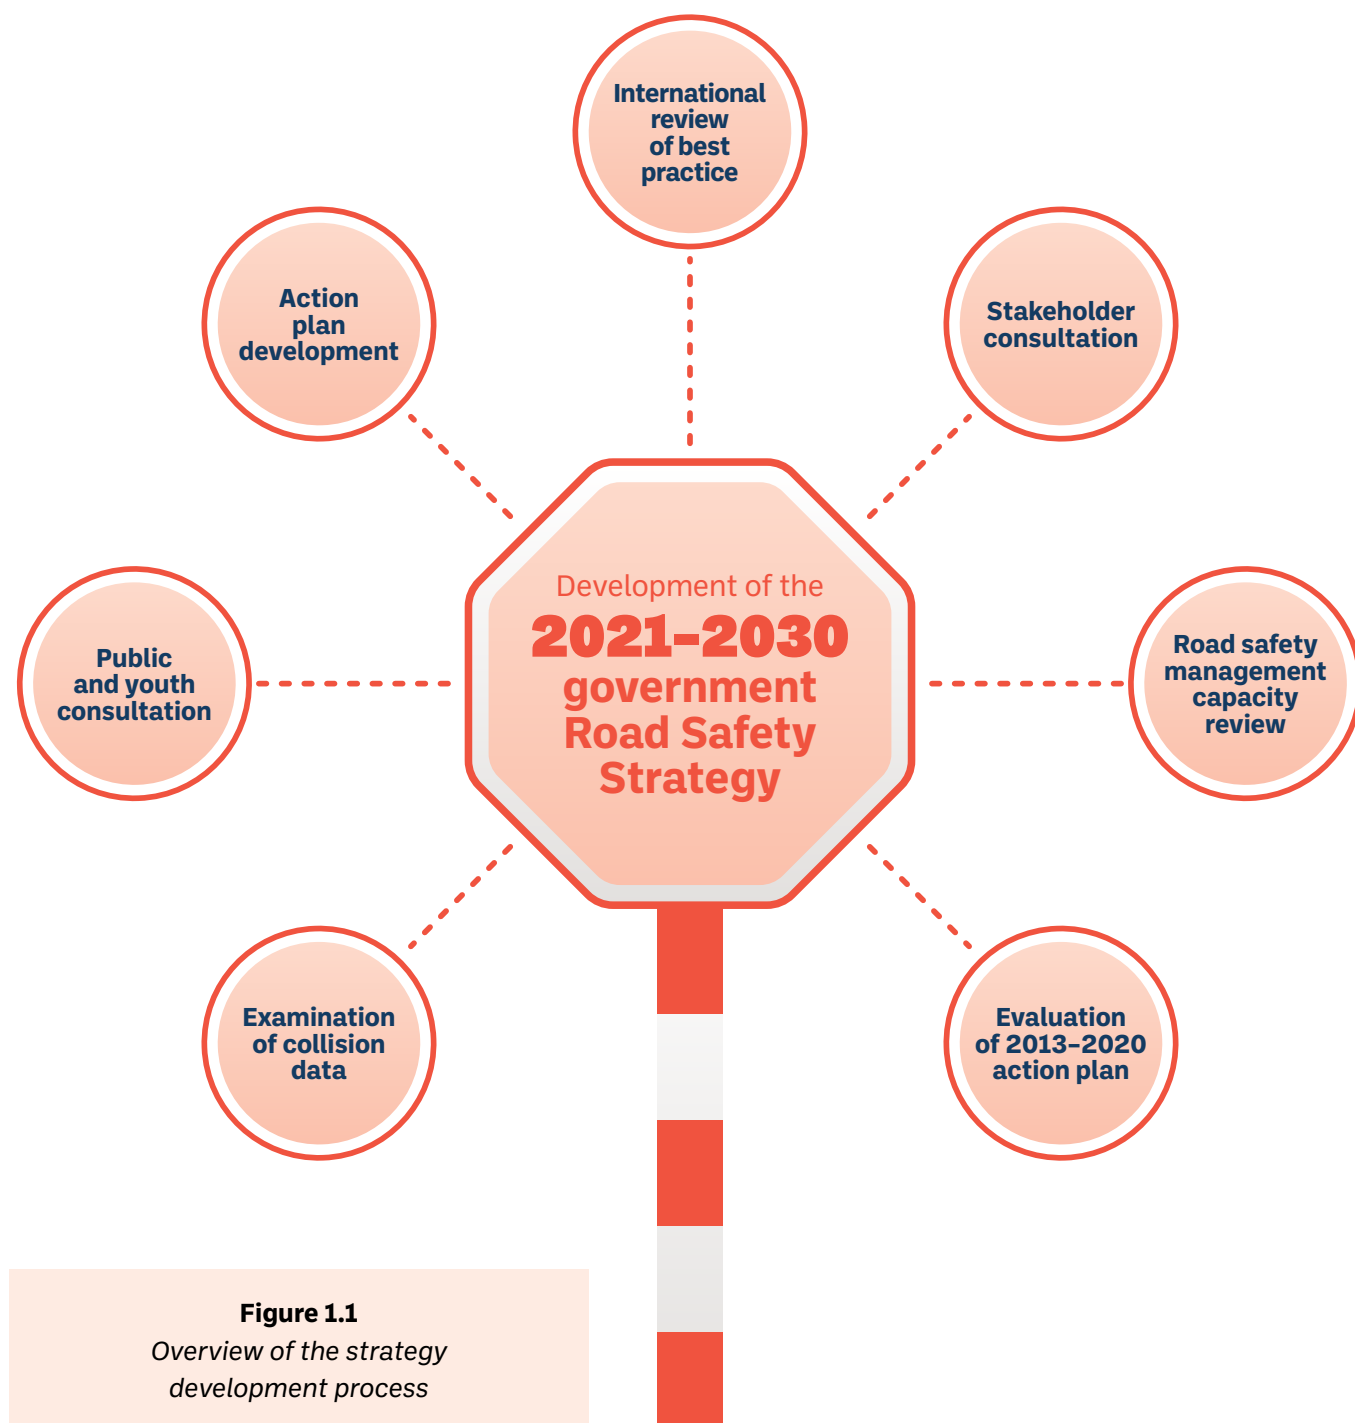 International
review
of best
practice
Action
plan
development
Stakeholder
consultation
Development of the
2021–2030
government
Road Safety
Strategy
Public
and youth
consultation
Road safety
management
capacity
review
Examination
of collision
data
Evaluation
of 2013–2020
action plan
Figure 1.1
Overview of the strategy
development process